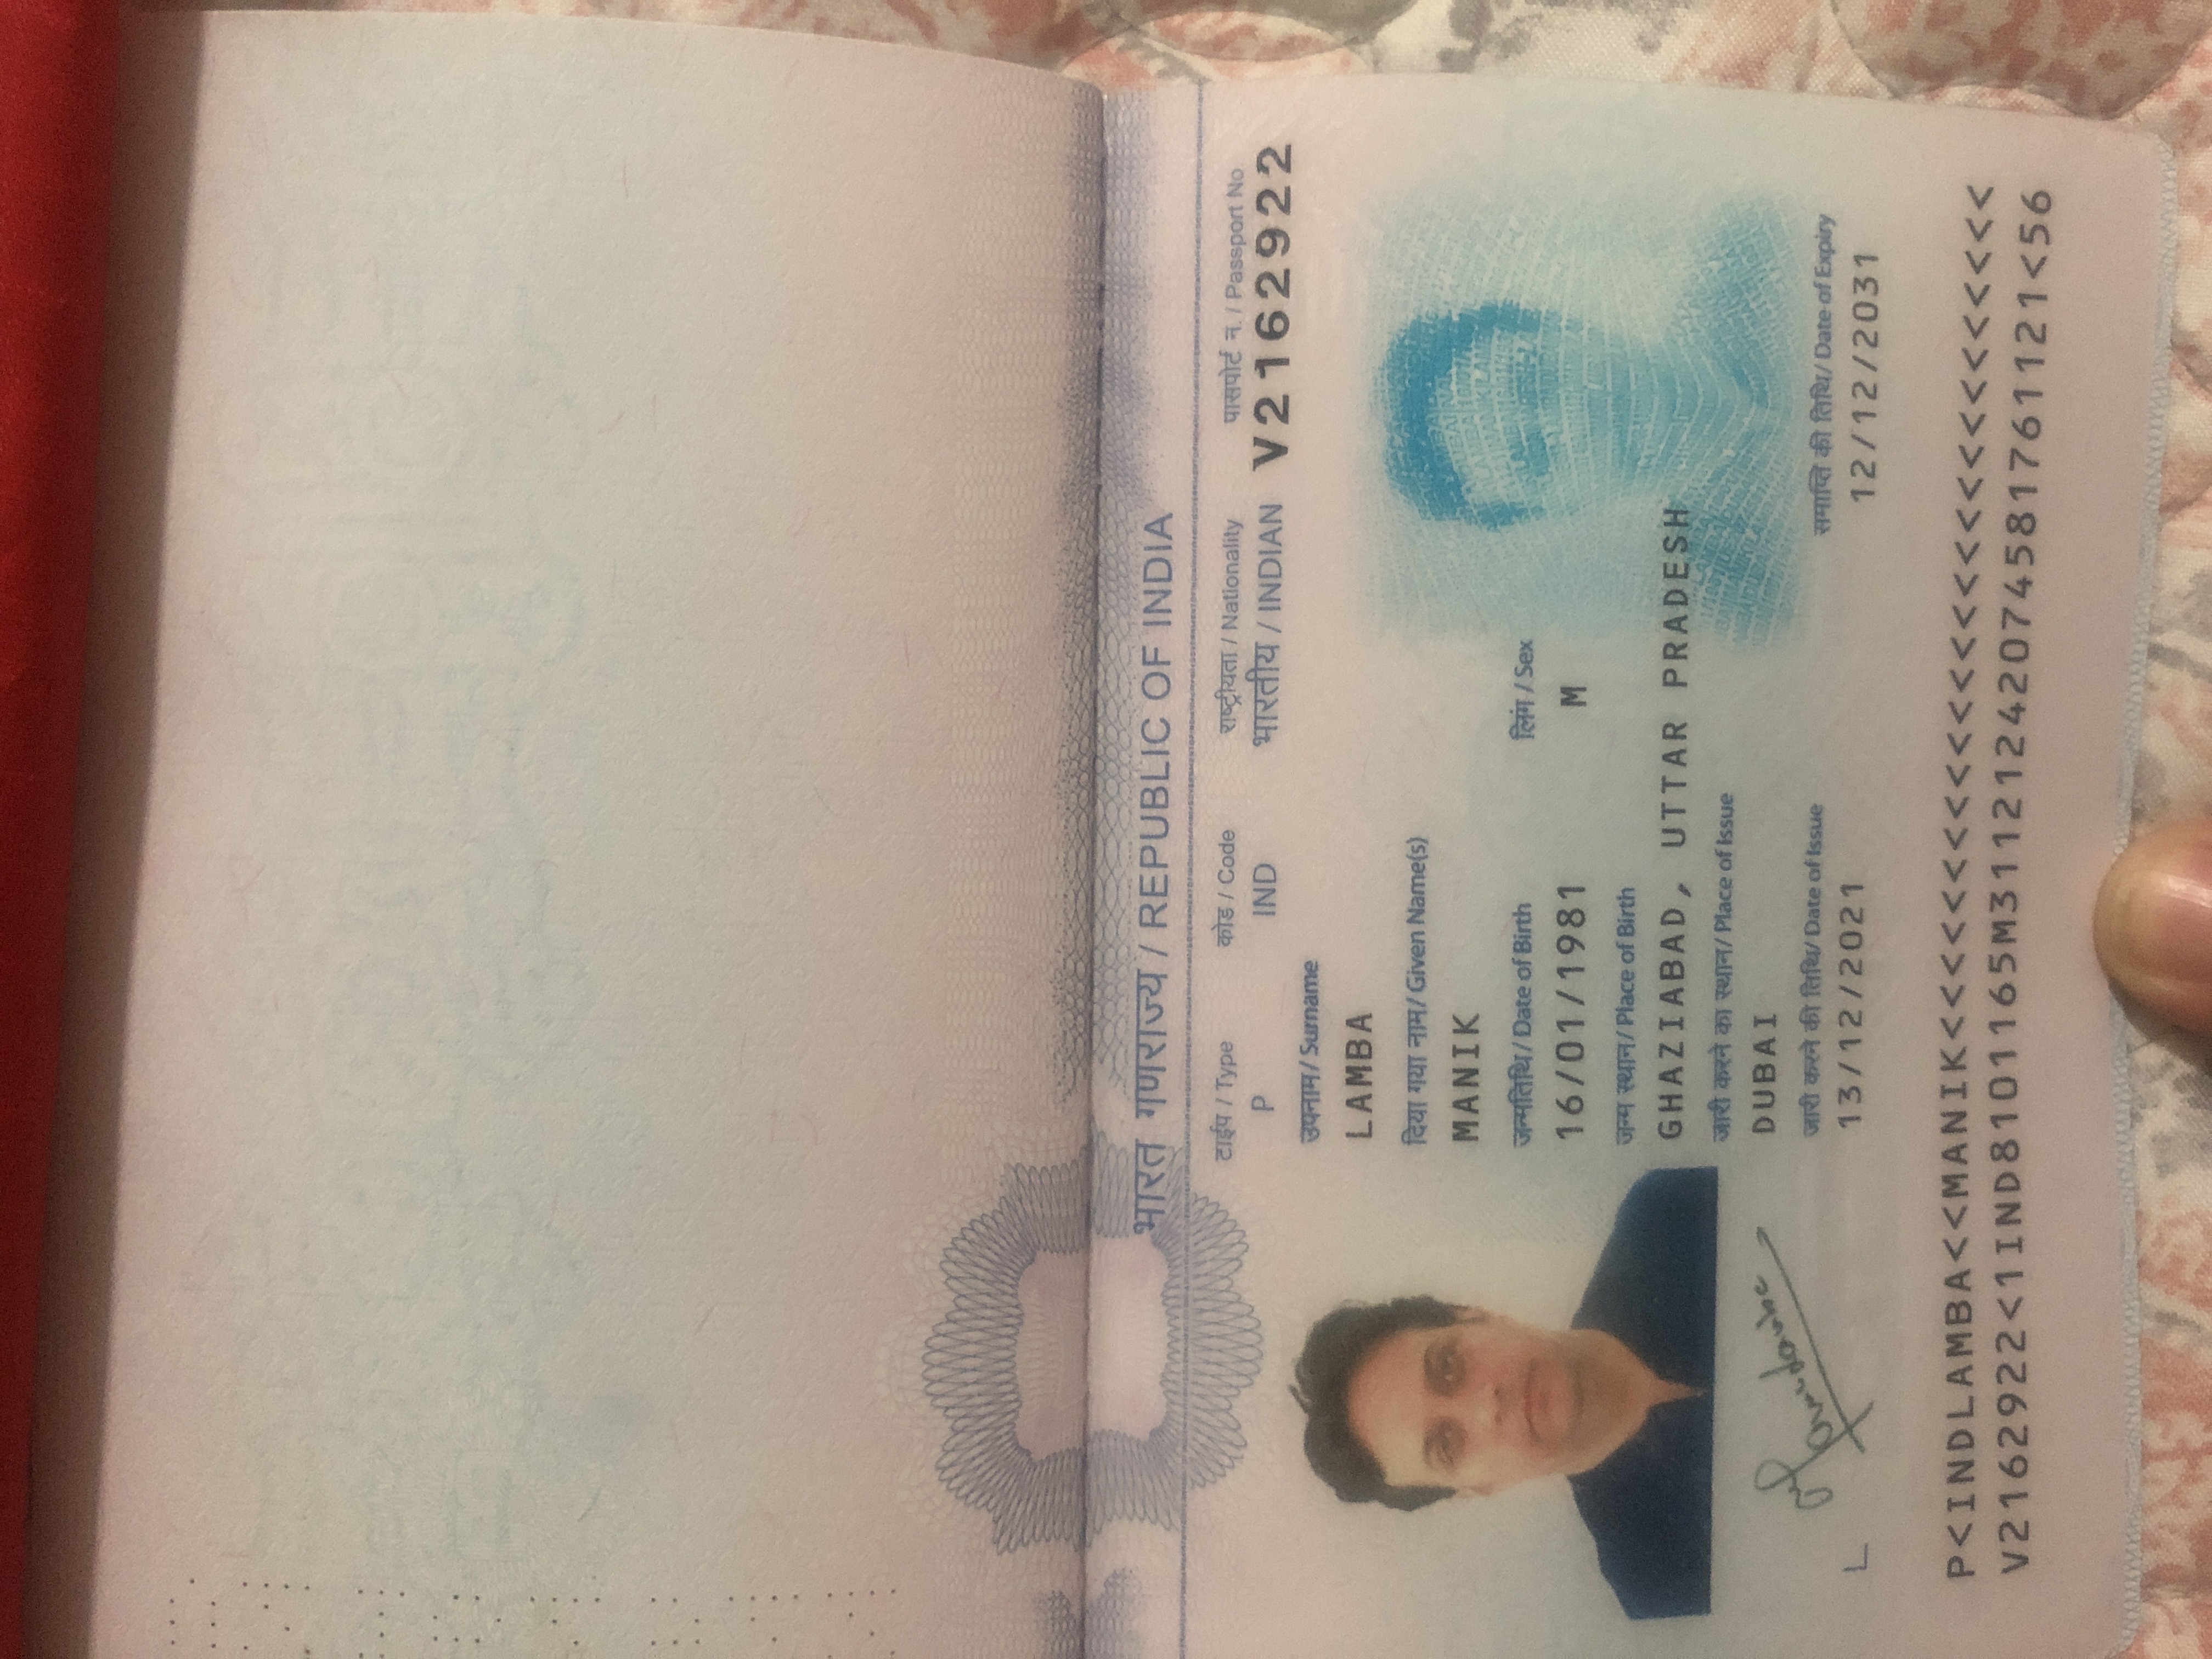 भारत गणराज्य / REPUBLIC OF INDIA
टाईप / Type कोड / Code राष्ट्रीयता / Nationality पासपोर्ट न. / Passport No
P IND भारतीय / INDIAN V2162922
उपनाम / Surname
LAMBA
दिया गया नाम / Given Name(s)
MANIK
जन्मतिथि / Date of Birth लिंग / Sex
16/01/1981 M
जन्म स्थान / Place of Birth
GHAZIABAD, UTTAR PRADESH
जारी करने का स्थान / Place of Issue
DUBAI
जारी करने की तिथि / Date of Issue समाप्ति की तिथि / Date of Expiry
13/12/2021 12/12/2031
P<INDLAMBA<<MANIK<<<<<<<<<<<<<<<<<<<<<<<<<<<
V2162922<1IND8101165M3112124207458176​1121<56